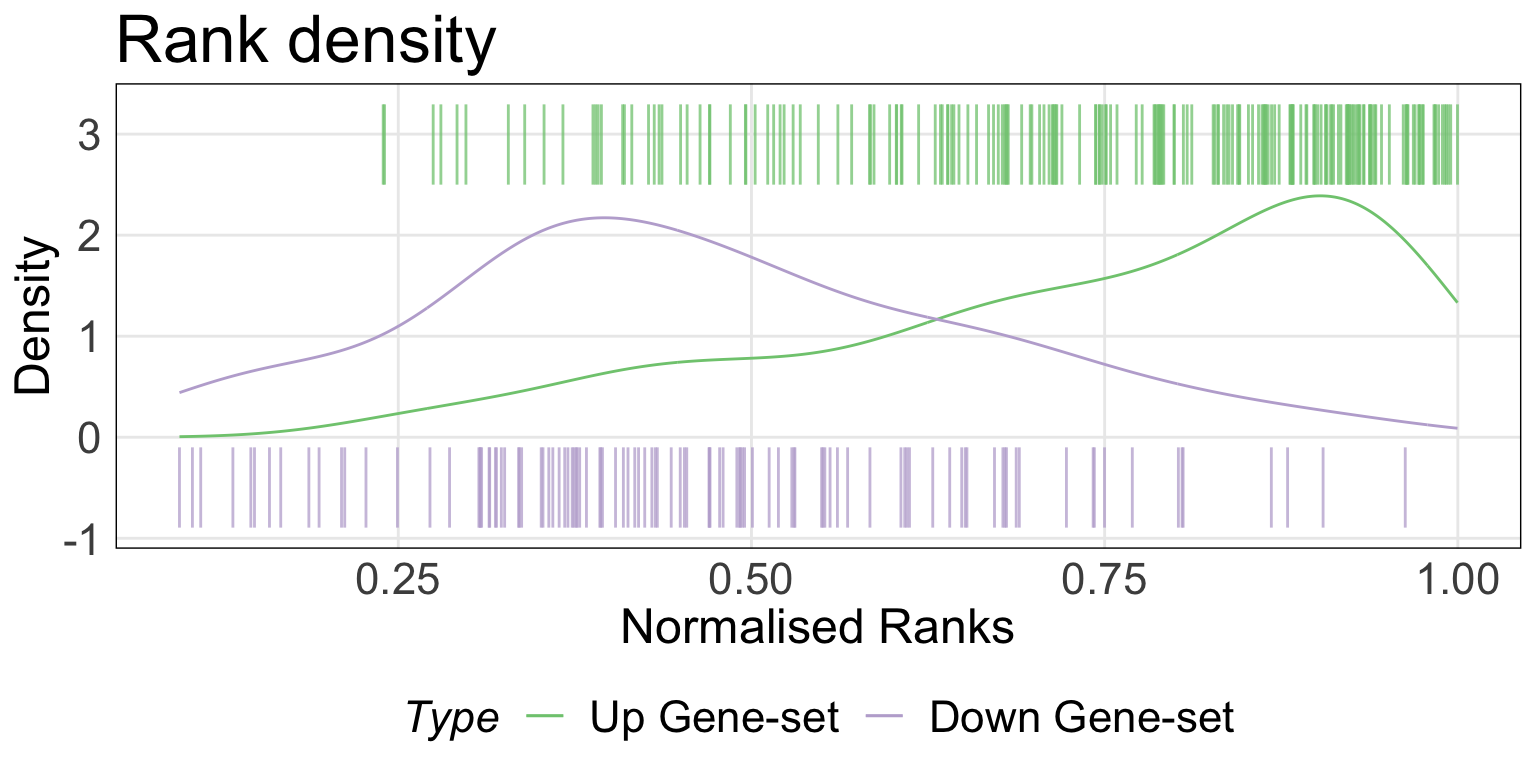 Rank density
3
2
1
0
-1
Density
0.25 0.50 0.75 1.00
Normalised Ranks
Type Up Gene-set Down Gene-set